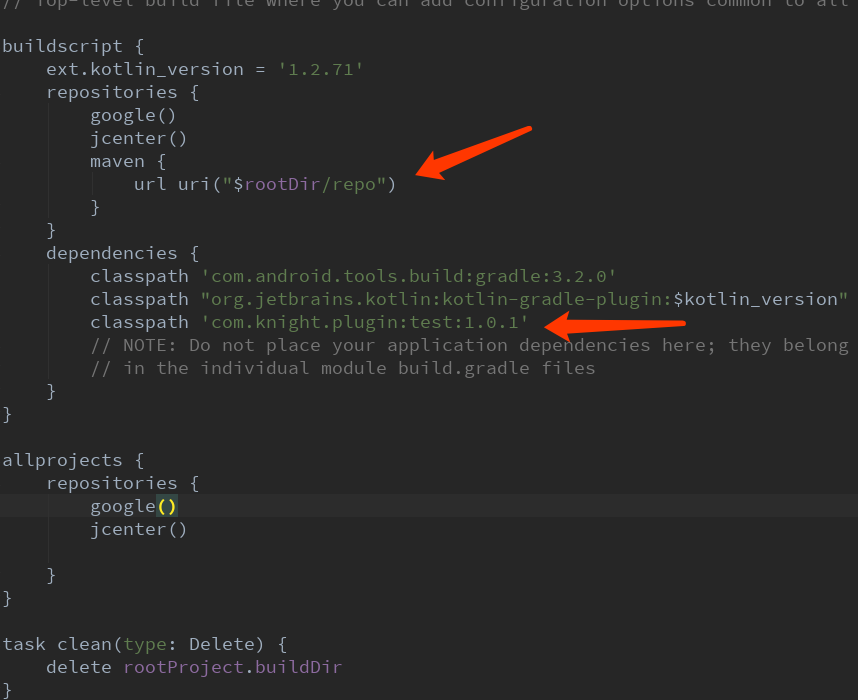 // Top-level build file where you can add configuration options common to all
buildscript {
    ext.kotlin_version = '1.2.71'
    repositories {
        google()
        jcenter()
        maven {
            url uri("$rootDir/repo")
        }
    }
    dependencies {
        classpath 'com.android.tools.build:gradle:3.2.0'
        classpath "org.jetbrains.kotlin:kotlin-gradle-plugin:$kotlin_version"
        classpath 'com.knight.plugin:test:1.0.1'
        // NOTE: Do not place your application dependencies here; they belong
        // in the individual module build.gradle files
    }
}
allprojects {
    repositories {
        google()
        jcenter()
    }
}
task clean(type: Delete) {
    delete rootProject.buildDir
}